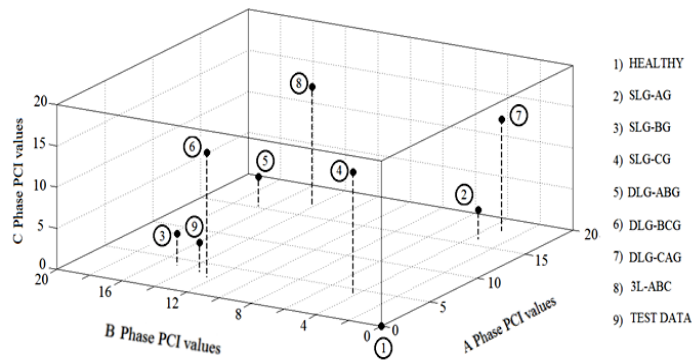 20
15
10
5
0
C Phase PCI values
20
16
12
8
4
0
B Phase PCI values
0
5
10
15
20
A Phase PCI values
1
2
3
4
5
6
7
8
9
1) HEALTHY
2) SLG-AG
3) SLG-BG
4) SLG-CG
5) DLG-ABG
6) DLG-BCG
7) DLG-CAG
8) 3L-ABC
9) TEST DATA